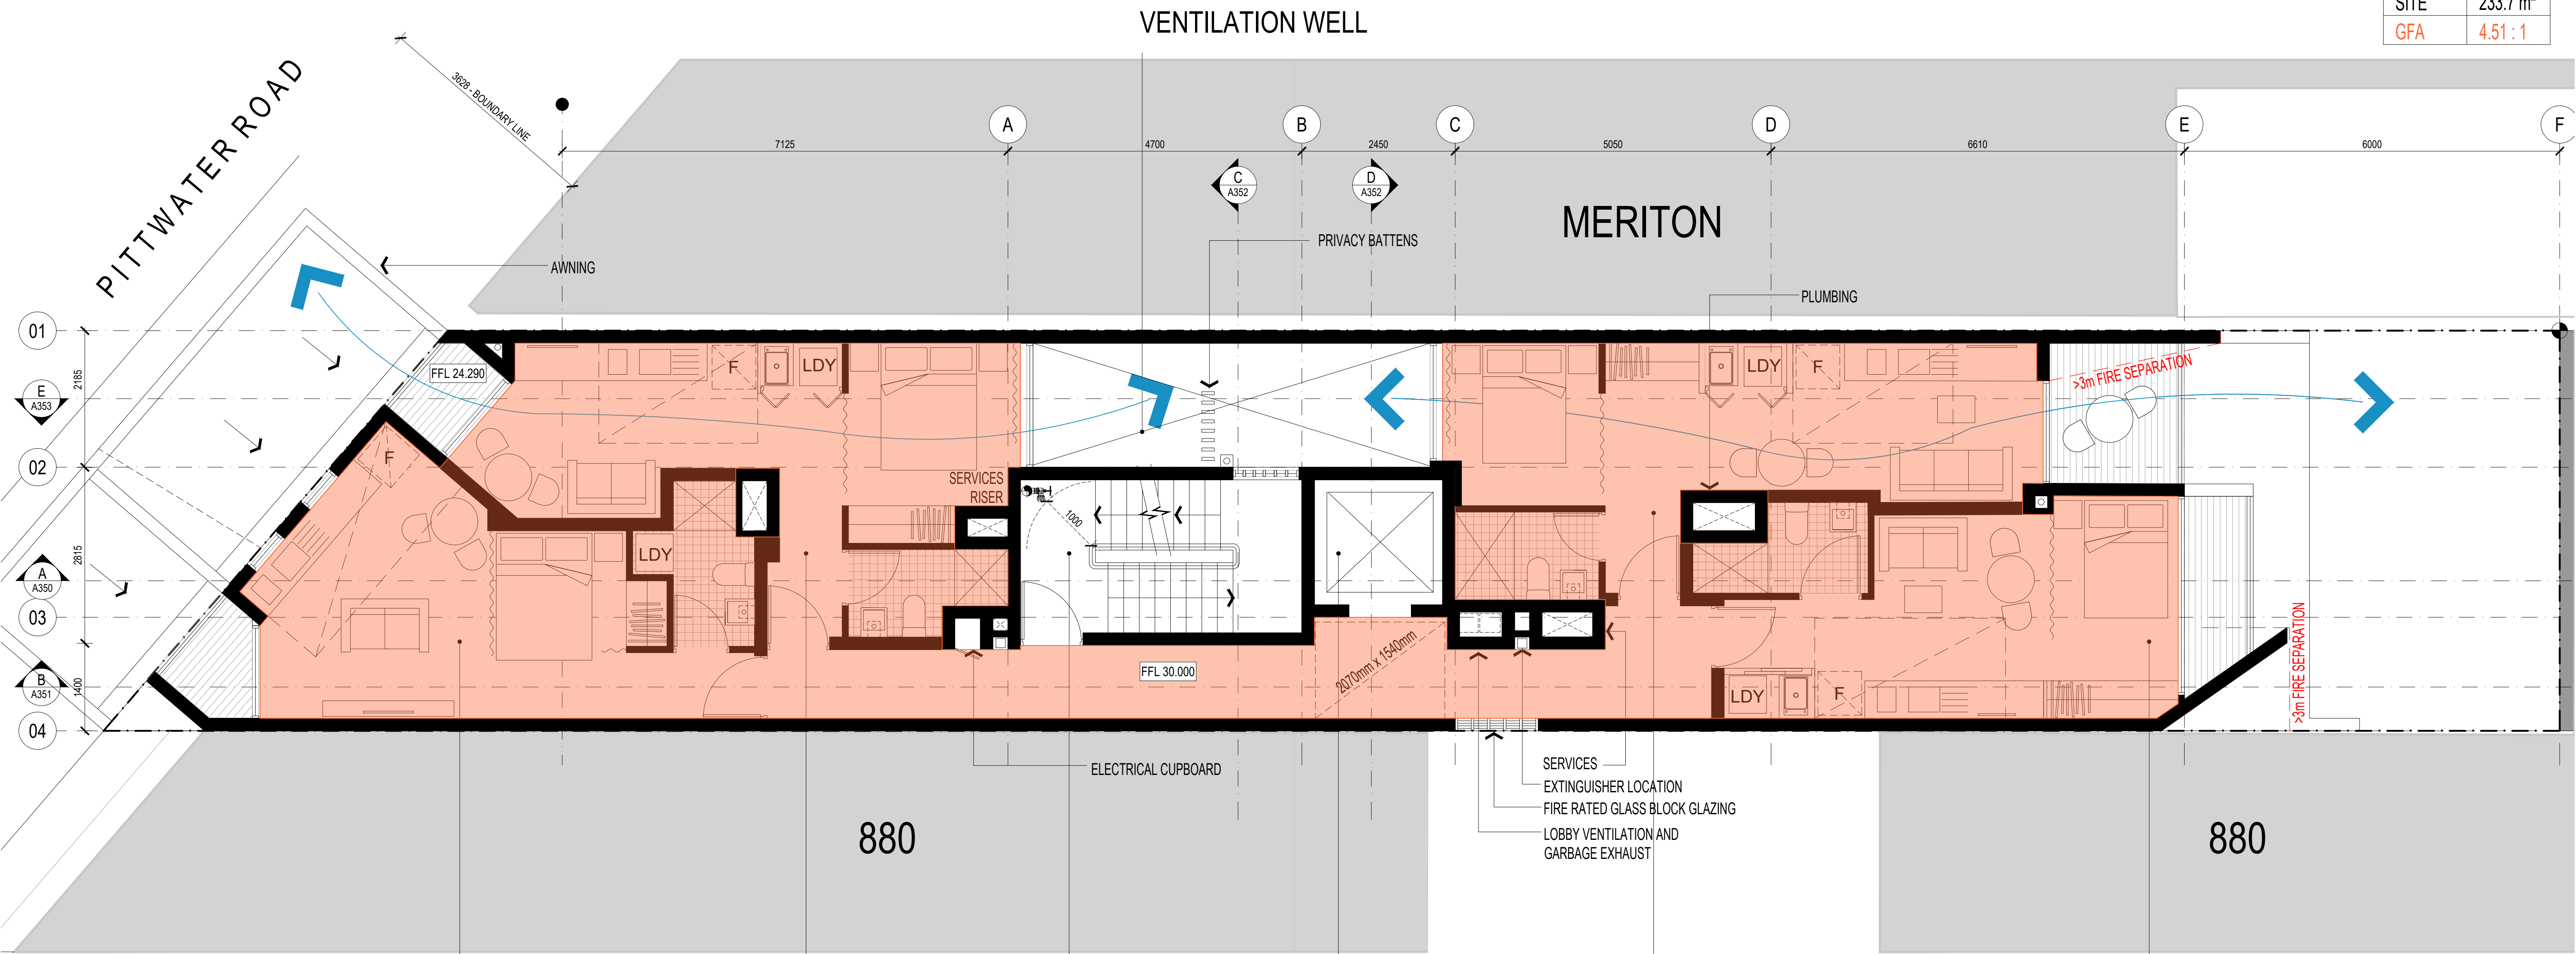 VENTILATION WELL
SITE 233.7 m²
GFA 4.51 : 1
PITTWATER ROAD
3628 - BOUNDARY LINE
A
B
C
D
E
F
7125
4700
2450
5050
6610
6000
C
A352
D
A352
MERITON
PRIVACY BATTENS
AWNING
PLUMBING
01
02
03
04
2185
2815
1400
E
A353
A
A350
B
A351
FFL 24.290
F
LDY
LDY
F
>3m FIRE SEPARATION
F
SERVICES
RISER
1000
LDY
2070mm x 1540mm
FFL 30.000
LDY
F
>3m FIRE SEPARATION
ELECTRICAL CUPBOARD
SERVICES
EXTINGUISHER LOCATION
FIRE RATED GLASS BLOCK GLAZING
LOBBY VENTILATION AND
GARBAGE EXHAUST
880
880